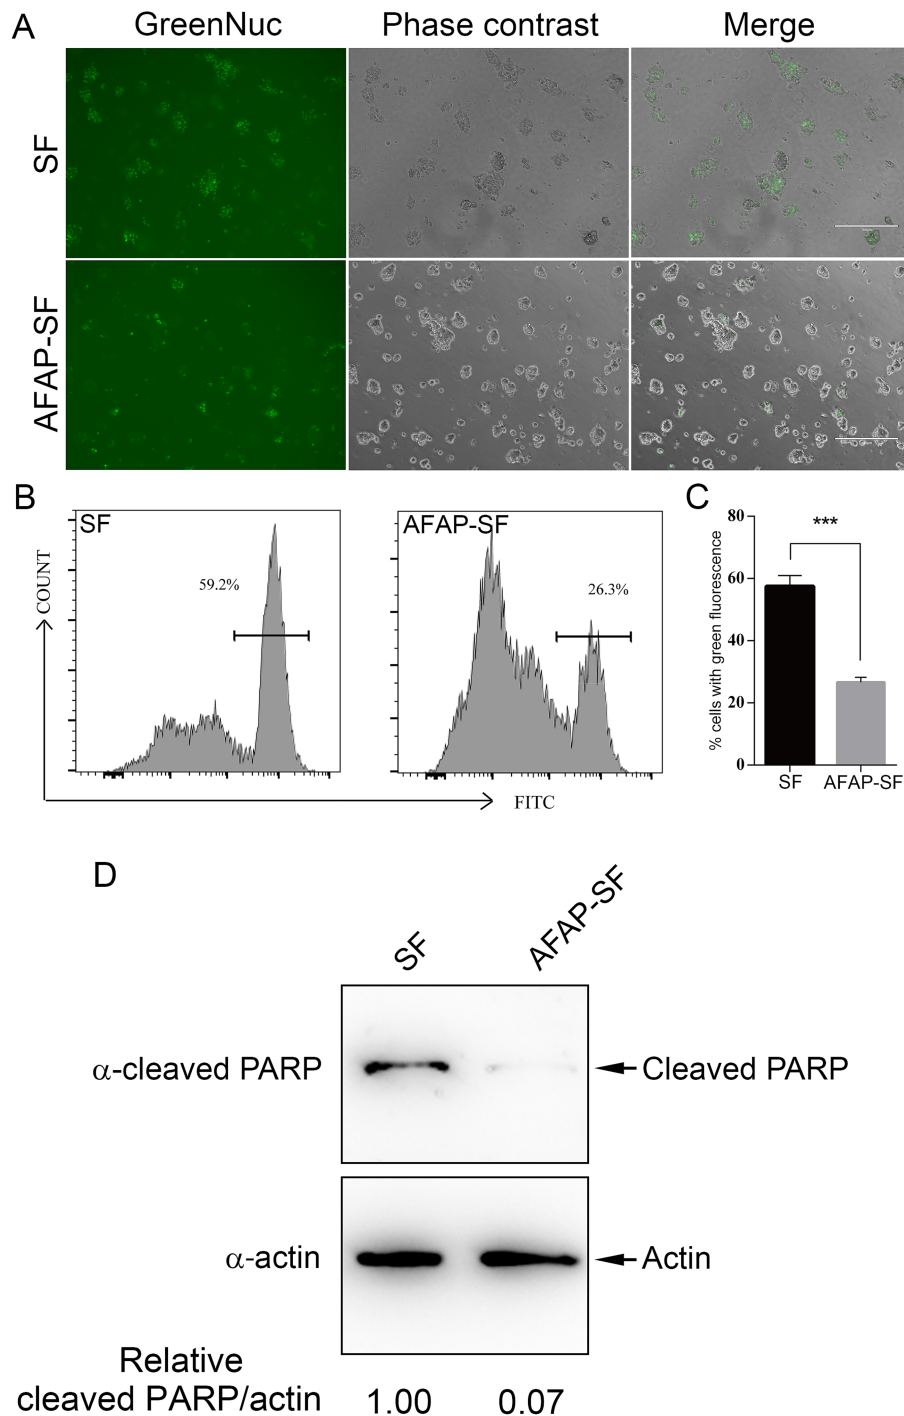 A
GreenNuc
Phase contrast
Merge
SF
AFAP-SF
B
SF
59.2%
AFAP-SF
26.3%
COUNT
FITC
C
% cells with green fluorescence
80
60
40
20
0
***
SF
AFAP-SF
D
SF
AFAP-SF
α-cleaved PARP
Cleaved PARP
α-actin
Actin
Relative
cleaved PARP/actin
1.00
0.07